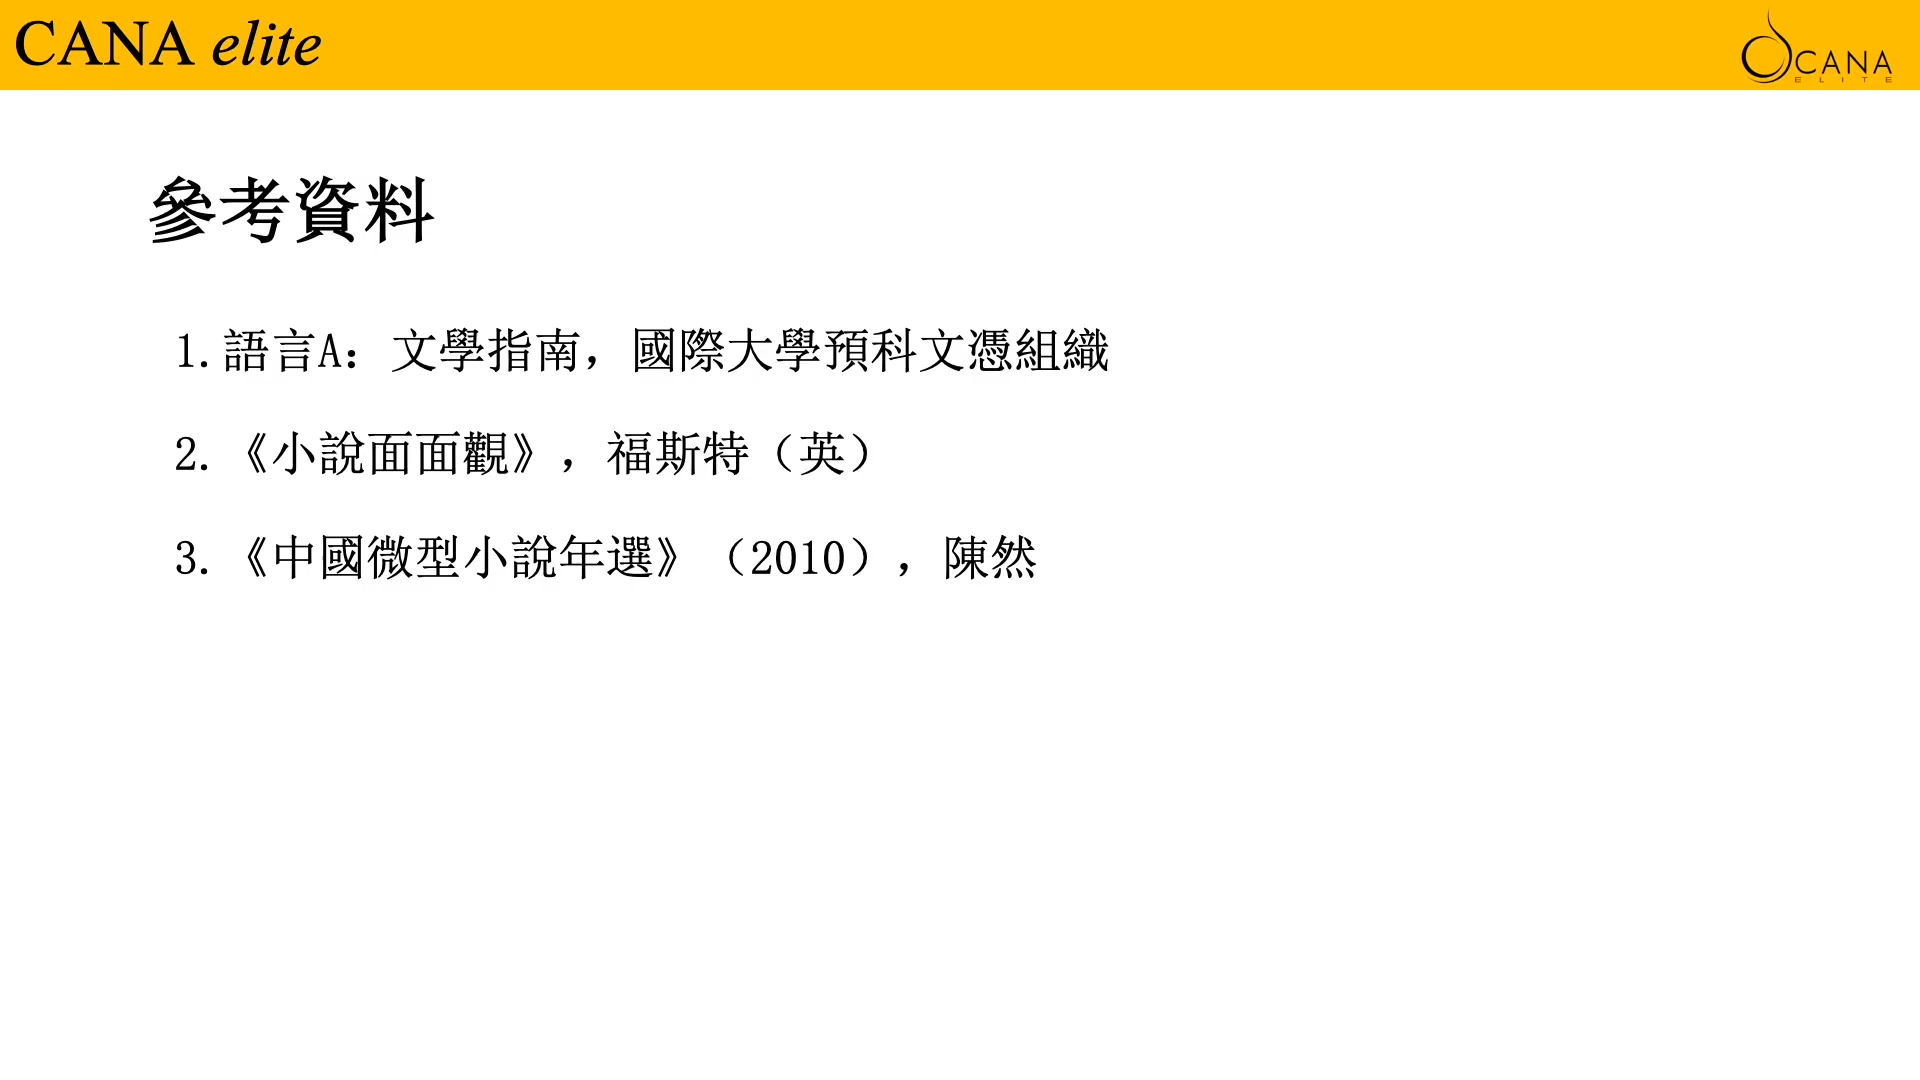 CANA elite
CANA
ELITE
參考資料
1.語言A：文學指南，國際大學預科文憑組織
2.《小說面面觀》，福斯特（英）
3.《中國微型小說年選》（2010），陳然